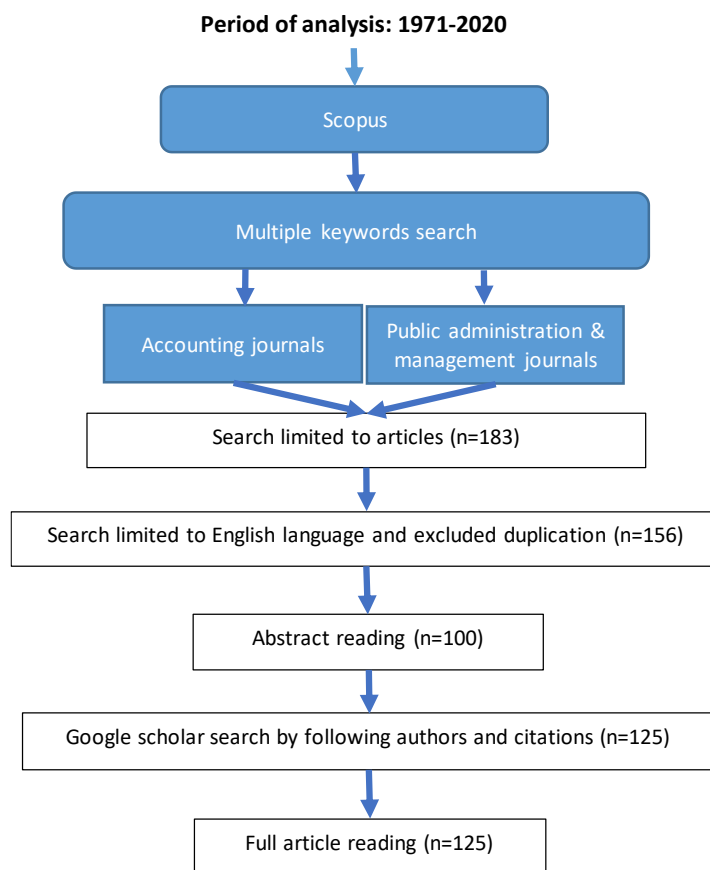 Period of analysis: 1971-2020
Scopus
Multiple keywords search
Accounting journals
Public administration &
management journals
Search limited to articles (n=183)
Search limited to English language and excluded duplication (n=156)
Abstract reading (n=100)
Google scholar search by following authors and citations (n=125)
Full article reading (n=125)